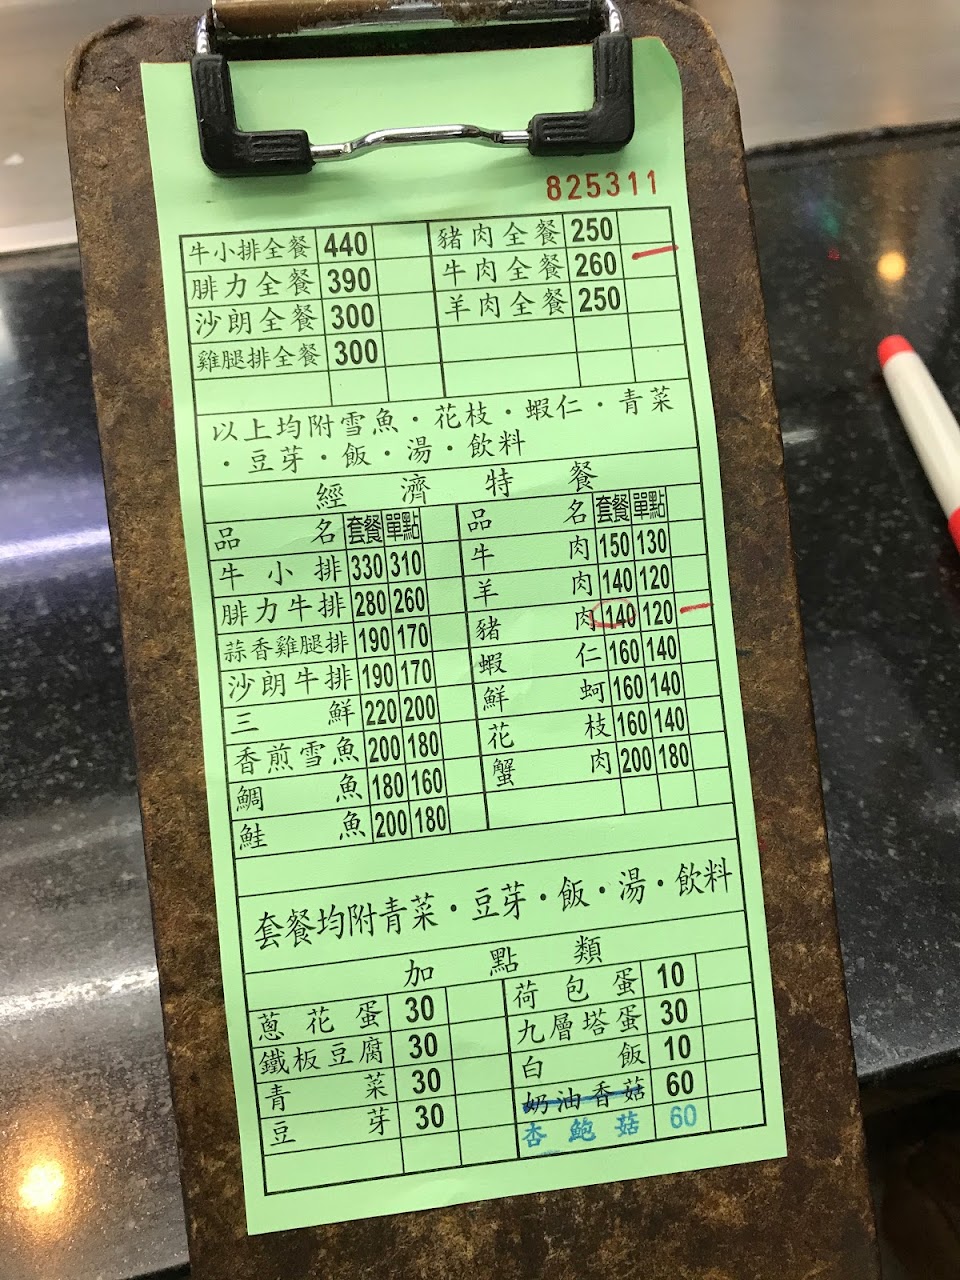 825311
牛小排全餐 440 豬肉全餐 250
腓力全餐 390 牛肉全餐 260
沙朗全餐 300 羊肉全餐 250
雞腿排全餐 300
以上均附雪魚·花枝·蝦仁·青菜
·豆芽·飯·湯·飲料
經濟特餐
品名 套餐 單點 品名 套餐 單點
牛小排 330 310 牛肉 150 130
腓力牛排 280 260 羊肉 140 120
蒜香雞腿排 190 170 豬肉 140 120
沙朗牛排 190 170 蝦仁 160 140
三鮮 220 200 鮮蚵 160 140
香煎雪魚 200 180 花枝 160 140
鯛魚 180 160 蟹肉 200 180
鮭魚 200 180
套餐均附青菜·豆芽·飯·湯·飲料
加點類
蔥花蛋 30 荷包蛋 10
鐵板豆腐 30 九層塔蛋 30
青菜 30 白飯 10
豆芽 30 奶油香菇 60
杏鮑菇 60